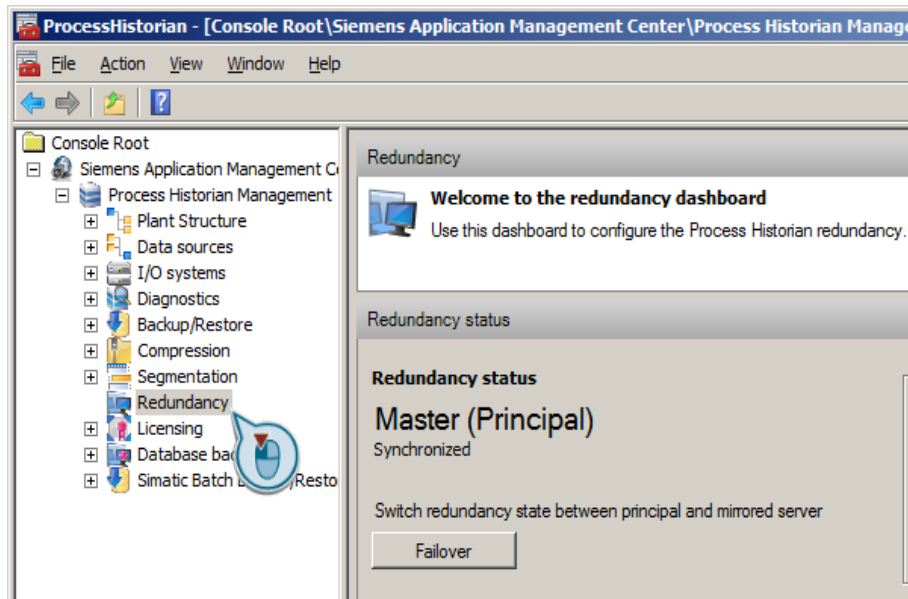 ProcessHistorian - [Console Root\Siemens Application Management Center\Process Historian Manage
File Action View Window Help
Console Root
Siemens Application Management C
Process Historian Management
Plant Structure
Data sources
I/O systems
Diagnostics
Backup/Restore
Compression
Segmentation
Redundancy
Licensing
Database bac
Simatic Batch /Resto
Redundancy
Welcome to the redundancy dashboard
Use this dashboard to configure the Process Historian redundancy.
Redundancy status
Redundancy status
Master (Principal)
Synchronized
Switch redundancy state between principal and mirrored server
Failover